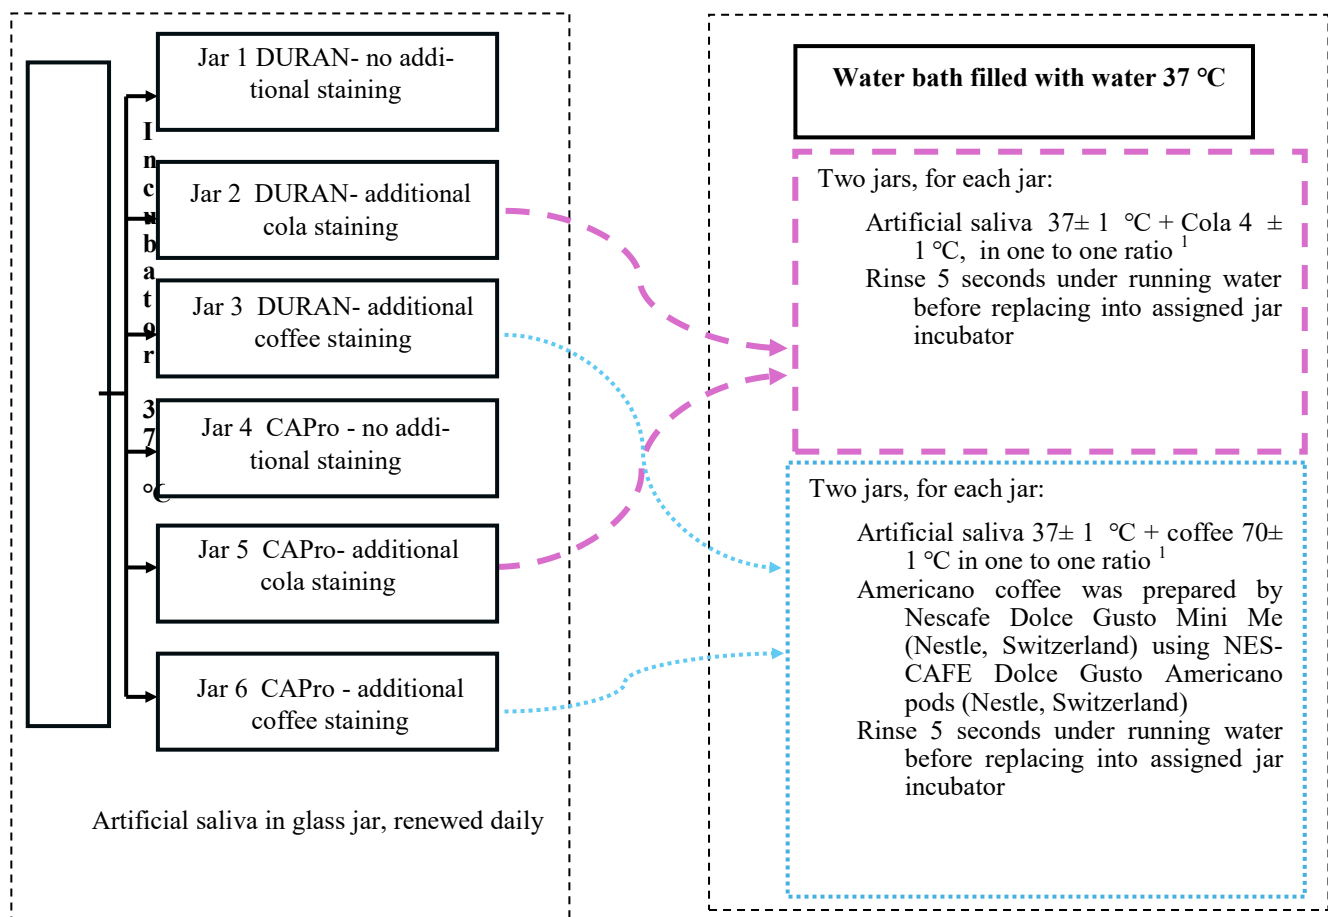 Incubator 37 °C
Jar 1 DURAN- no addi-
tional staining
Jar 2 DURAN- additional
cola staining
Jar 3 DURAN- additional
coffee staining
Jar 4 CAPro - no addi-
tional staining
Jar 5 CAPro- additional
cola staining
Jar 6 CAPro - additional
coffee staining
Artificial saliva in glass jar, renewed daily
Water bath filled with water 37 °C
Two jars, for each jar:
Artificial saliva 37± 1 °C + Cola 4 ±
1 °C, in one to one ratio ¹
Rinse 5 seconds under running water
before replacing into assigned jar
incubator
Two jars, for each jar:
Artificial saliva 37± 1 °C + coffee 70±
1 °C in one to one ratio ¹
Americano coffee was prepared by
Nescafe Dolce Gusto Mini Me
(Nestle, Switzerland) using NES-
CAFE Dolce Gusto Americano
pods (Nestle, Switzerland)
Rinse 5 seconds under running water
before replacing into assigned jar
incubator